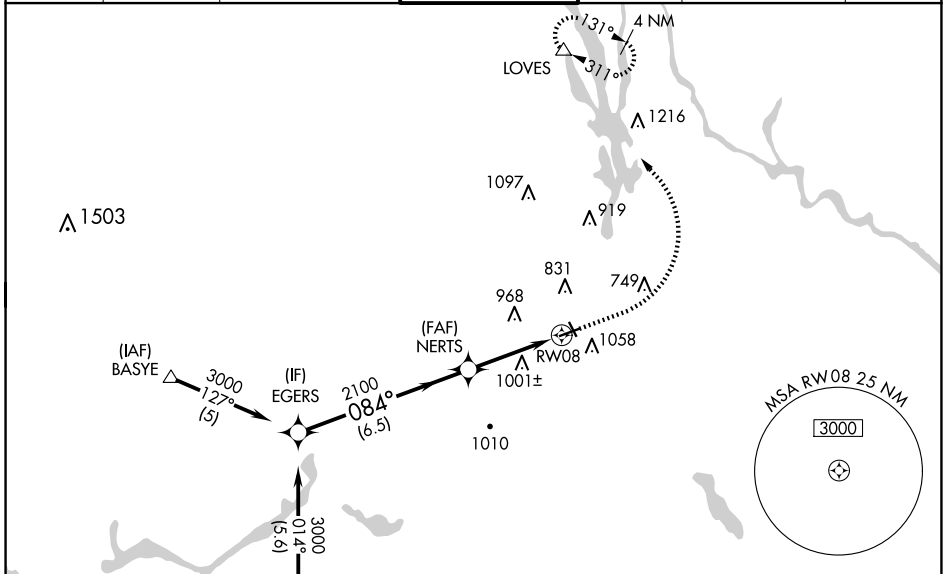 131°
4 NM
LOVES
311°
1216
1097
919
1503
831
749
968
(FAF)
NERTS
RW08
1058
1001±
(IAF)
BASYE
3000
127°
(5)
(IF)
EGERS
2100
084°
(6.5)
1010
MSA RW08 25 NM
3000
3000
014°
(5.6)